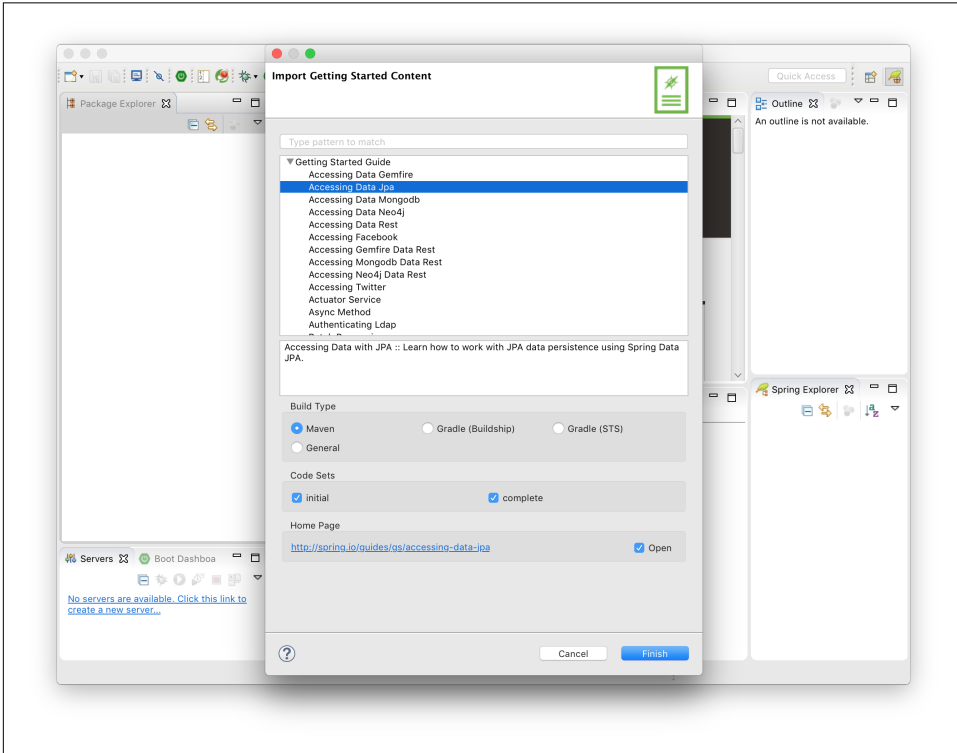 Import Getting Started Content
Quick Access
Package Explorer
Outline
An outline is not available.
Type pattern to match
Getting Started Guide
Accessing Data Gemfire
Accessing Data Jpa
Accessing Data Mongodb
Accessing Data Neo4j
Accessing Data Rest
Accessing Facebook
Accessing Gemfire Data Rest
Accessing Mongodb Data Rest
Accessing Neo4j Data Rest
Accessing Twitter
Actuator Service
Async Method
Authenticating Ldap
Accessing Data with JPA :: Learn how to work with JPA data persistence using Spring Data
JPA.
Spring Explorer
Build Type
Maven Gradle (Buildship) Gradle (STS)
General
Code Sets
initial complete
Home Page
http://spring.io/guides/gs/accessing-data-jpa Open
Servers Boot Dashboa
No servers are available. Click this link to
create a new server...
Cancel Finish